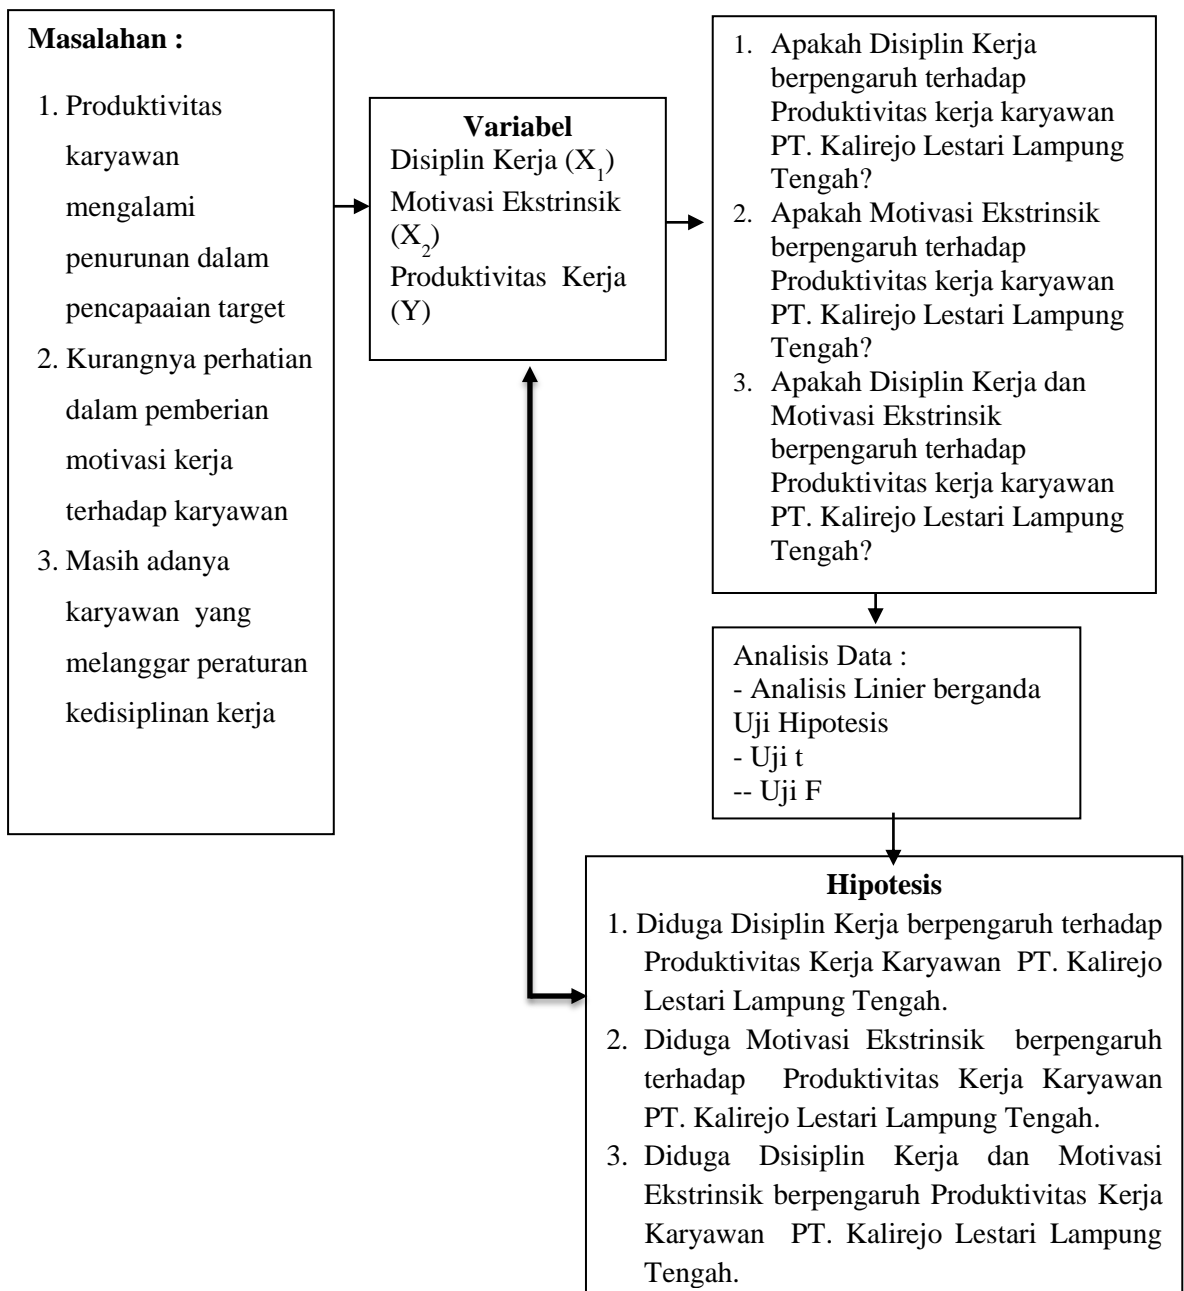 Masalahan :
1. Produktivitas
karyawan
mengalami
penurunan dalam
pencapaaian target
2. Kurangnya perhatian
dalam pemberian
motivasi kerja
terhadap karyawan
3. Masih adanya
karyawan yang
melanggar peraturan
kedisiplinan kerja
Variabel
Disiplin Kerja (X₁)
Motivasi Ekstrinsik
(X₂)
Produktivitas Kerja
(Y)
1. Apakah Disiplin Kerja
berpengaruh terhadap
Produktivitas kerja karyawan
PT. Kalirejo Lestari Lampung
Tengah?
2. Apakah Motivasi Ekstrinsik
berpengaruh terhadap
Produktivitas kerja karyawan
PT. Kalirejo Lestari Lampung
Tengah?
3. Apakah Disiplin Kerja dan
Motivasi Ekstrinsik
berpengaruh terhadap
Produktivitas kerja karyawan
PT. Kalirejo Lestari Lampung
Tengah?
Analisis Data :
- Analisis Linier berganda
Uji Hipotesis
- Uji t
-- Uji F
Hipotesis
1. Diduga Disiplin Kerja berpengaruh terhadap
Produktivitas Kerja Karyawan PT. Kalirejo
Lestari Lampung Tengah.
2. Diduga Motivasi Ekstrinsik berpengaruh
terhadap Produktivitas Kerja Karyawan
PT. Kalirejo Lestari Lampung Tengah.
3. Diduga Dsisiplin Kerja dan Motivasi
Ekstrinsik berpengaruh Produktivitas Kerja
Karyawan PT. Kalirejo Lestari Lampung
Tengah.